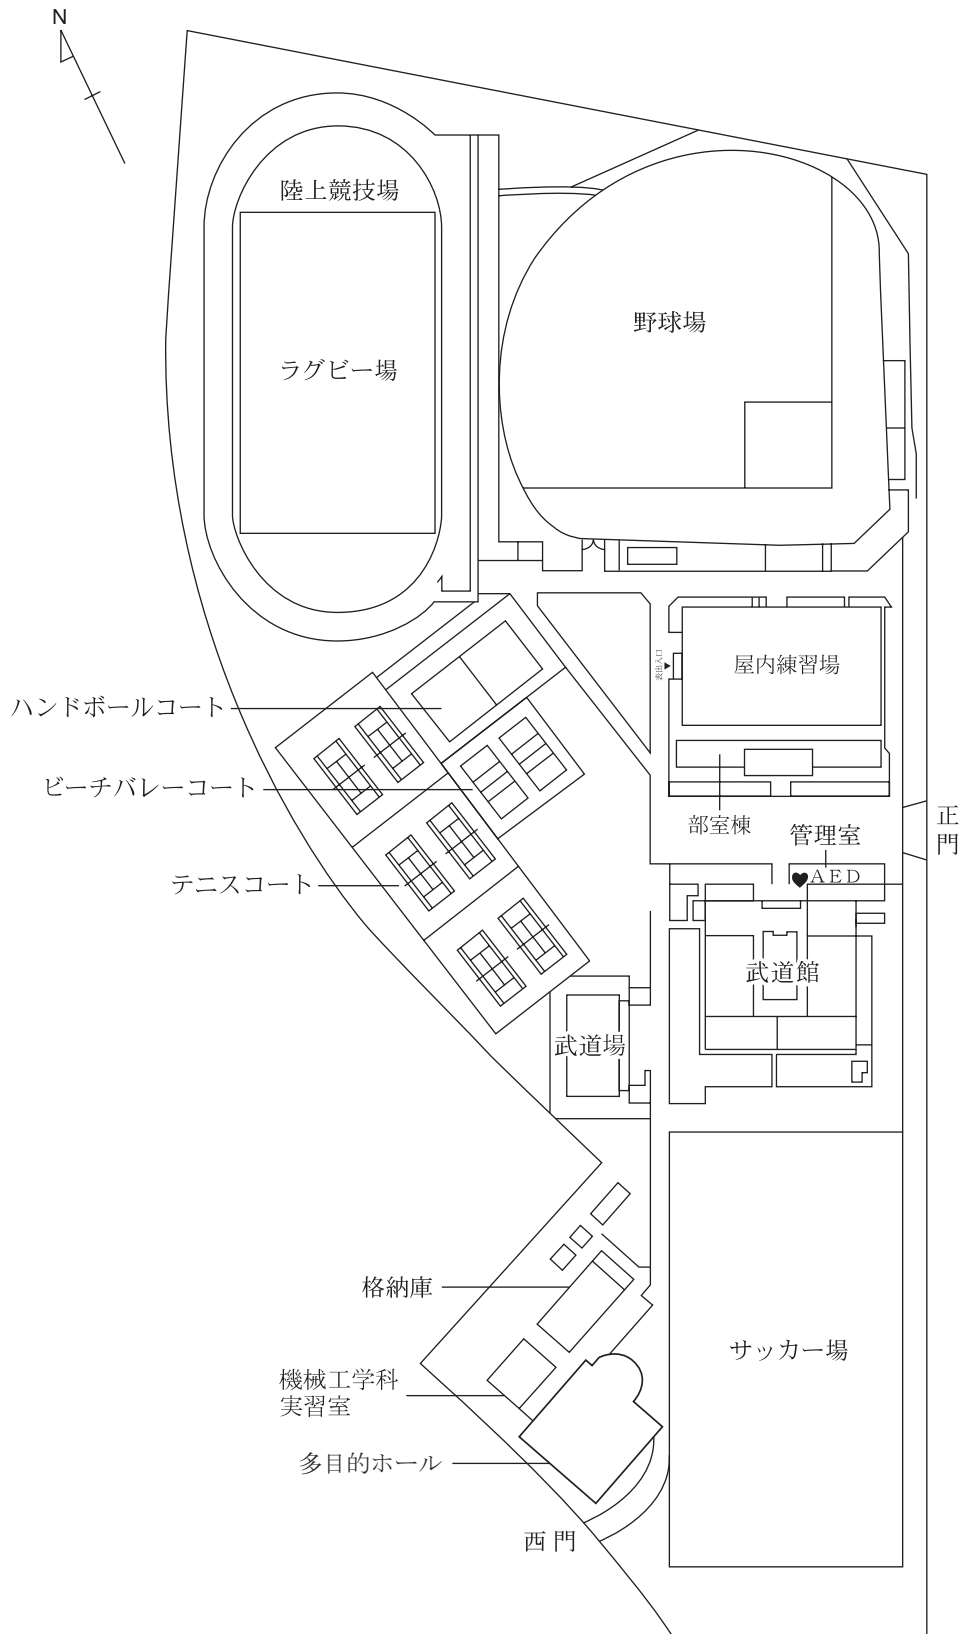 N
陸上競技場
野球場
ラグビー場
表出入口
屋内練習場
ハンドボールコート
ビーチバレーコート
部室棟
正門
管理室
AED
テニスコート
武道館
武道場
格納庫
サッカー場
機械工学科
実習室
多目的ホール
西門